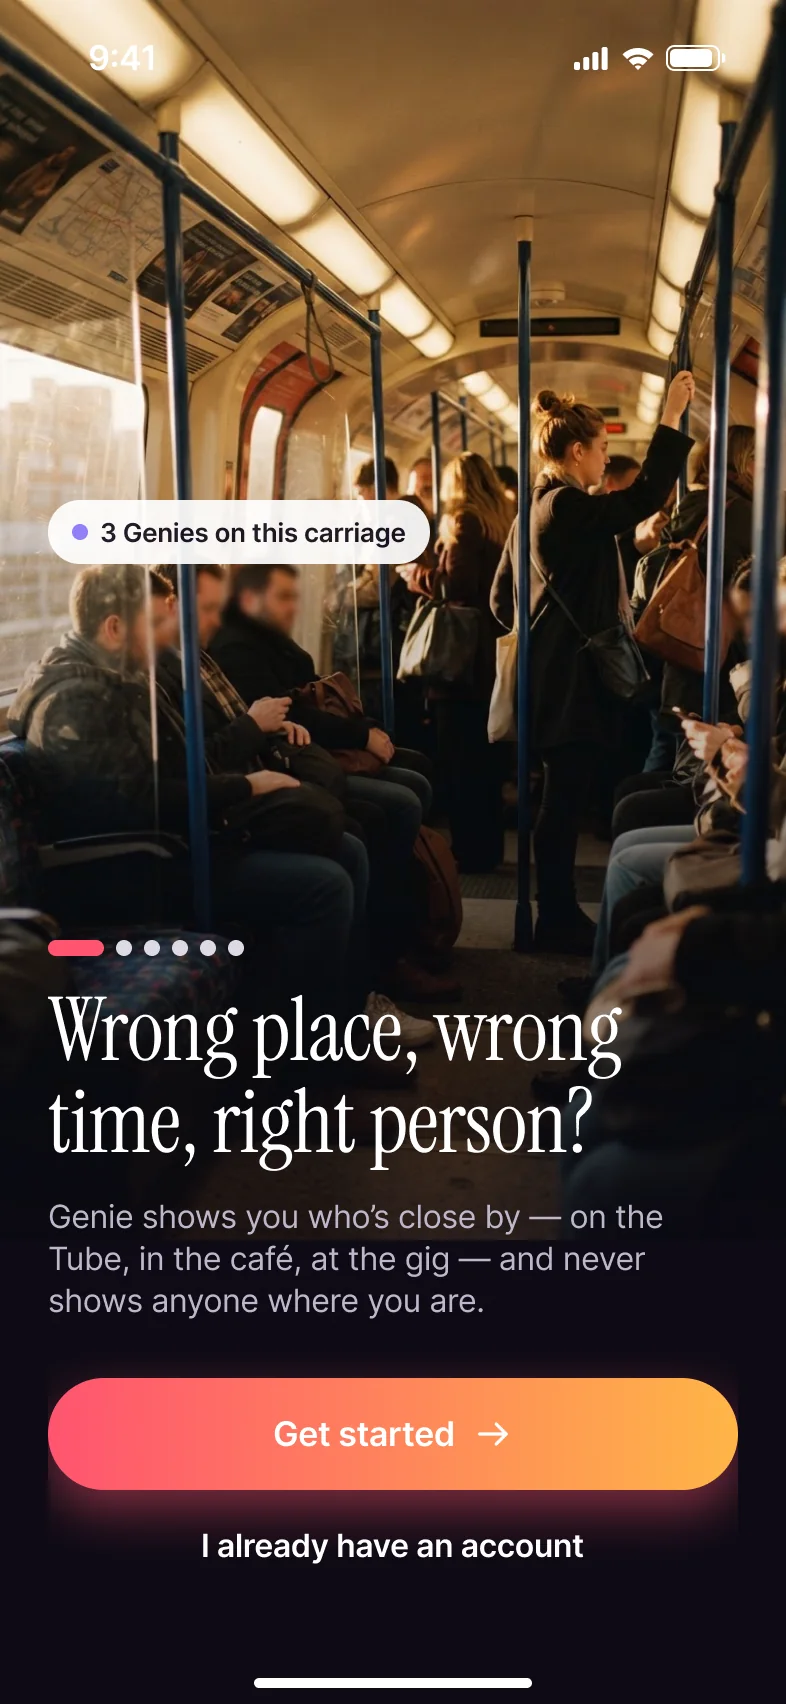 9:41
3 Genies on this carriage
Wrong place, wrong
time, right person?
Genie shows you who’s close by — on the
Tube, in the café, at the gig — and never
shows anyone where you are.
Get started →
I already have an account